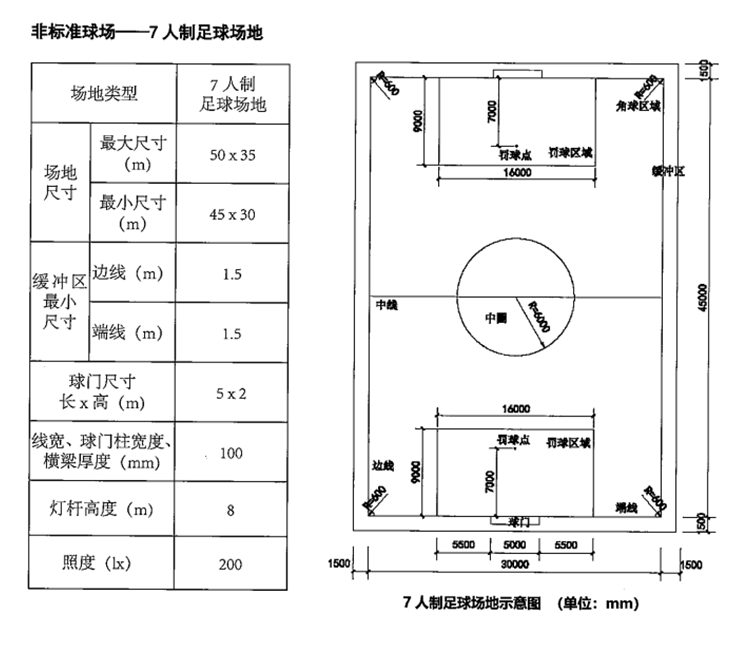 非标准球场——7 人制足球场地
场地类型
7 人制
足球场地
场地
尺寸
最大尺寸
(m)
50 x 35
最小尺寸
(m)
45 x 30
缓冲区
最小
尺寸
边线（m）
1.5
端线（m）
1.5
球门尺寸
长 x 高（m）
5 x 2
线宽、球门柱宽度、
横梁厚度（mm）
100
灯杆高度（m）
8
照度（lx）
200
R=600
R=600
1500
角球区域
9000
7000
罚球点
罚球区域
缓冲区
16000
45000
中线
中圈
R=6000
16000
罚球点
罚球区域
边线
9000
7000
R=600
R=600
端线
球门
1500
5500
5000
5500
1500
30000
1500
7 人制足球场地示意图 （单位：mm）